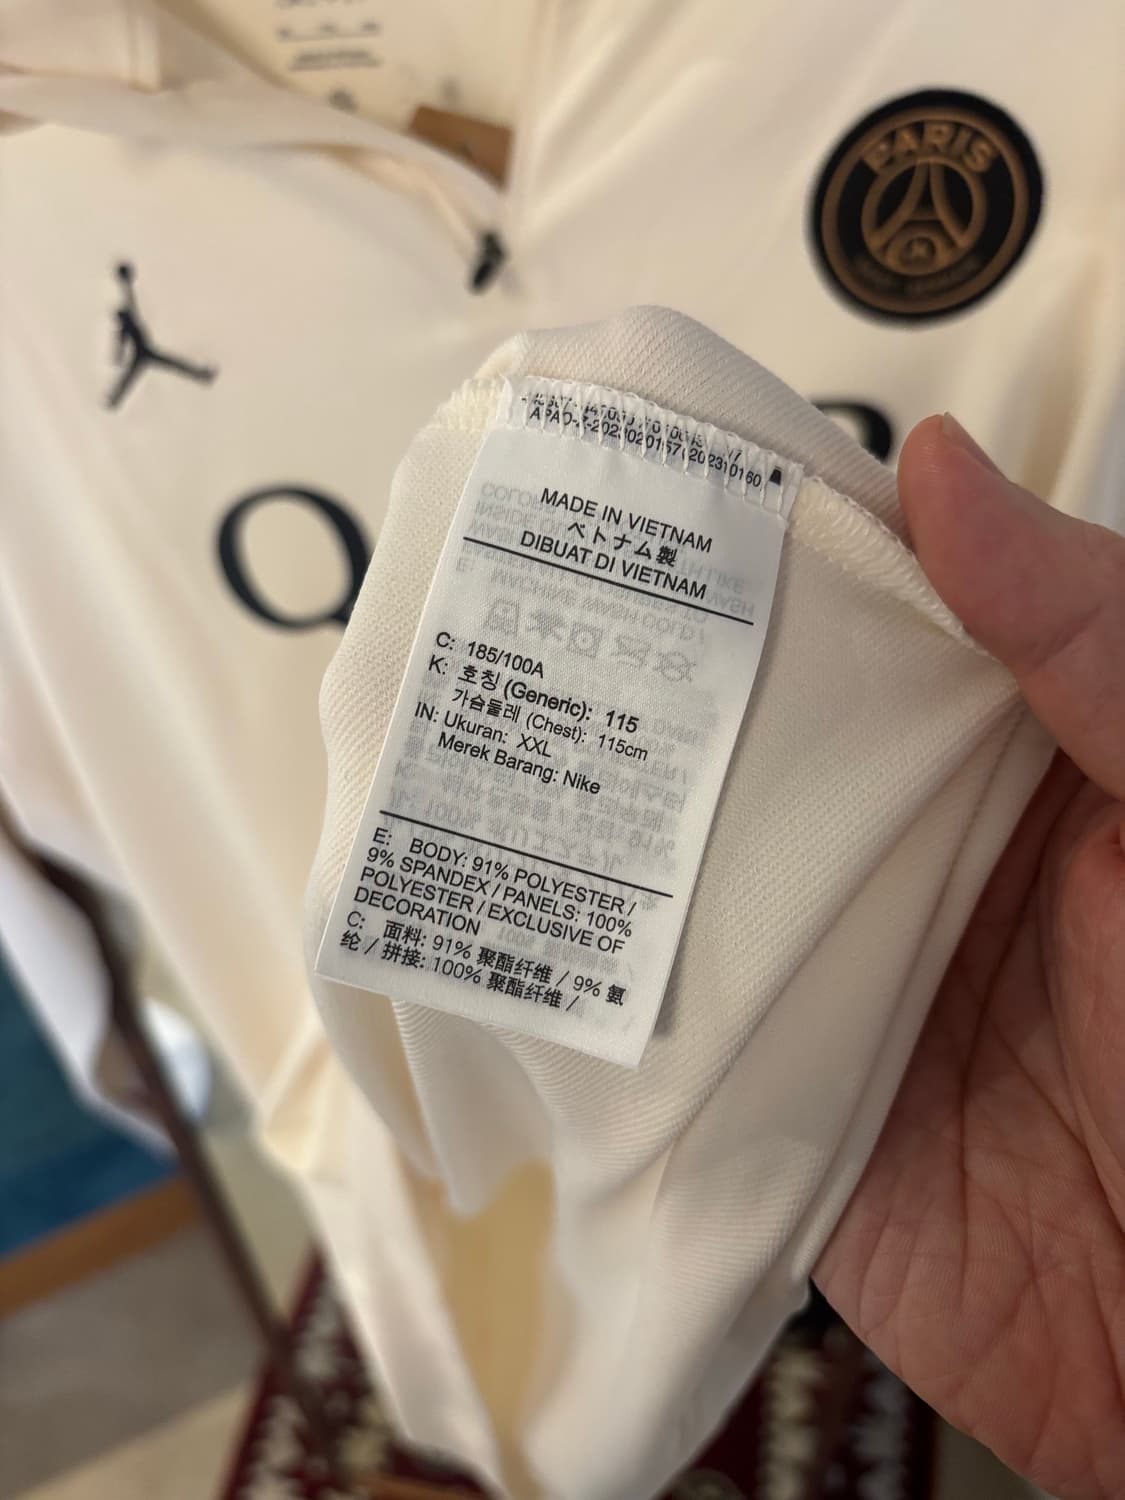 PARIS
Q
MADE IN VIETNAM
ベトナム製
DIBUAT DI VIETNAM
C: 185/100A
K: 호칭 (Generic): 115
가슴둘레 (Chest): 115cm
IN: Ukuran: XXL
Merek Barang: Nike
E: BODY: 91% POLYESTER /
9% SPANDEX / PANELS: 100%
POLYESTER / EXCLUSIVE OF
DECORATION
C: 面料: 91% 聚酯纤维 / 9% 氨
纶 / 拼接: 100% 聚酯纤维 /